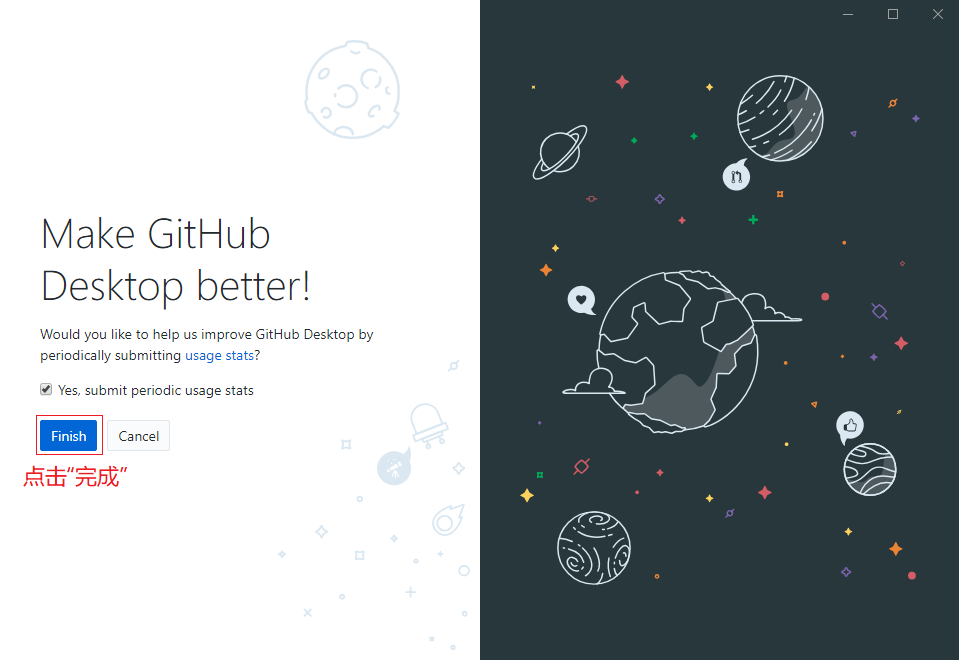 Make GitHub
Desktop better!
Would you like to help us improve GitHub Desktop by
periodically submitting usage stats?
Yes, submit periodic usage stats
Finish Cancel
点击“完成”